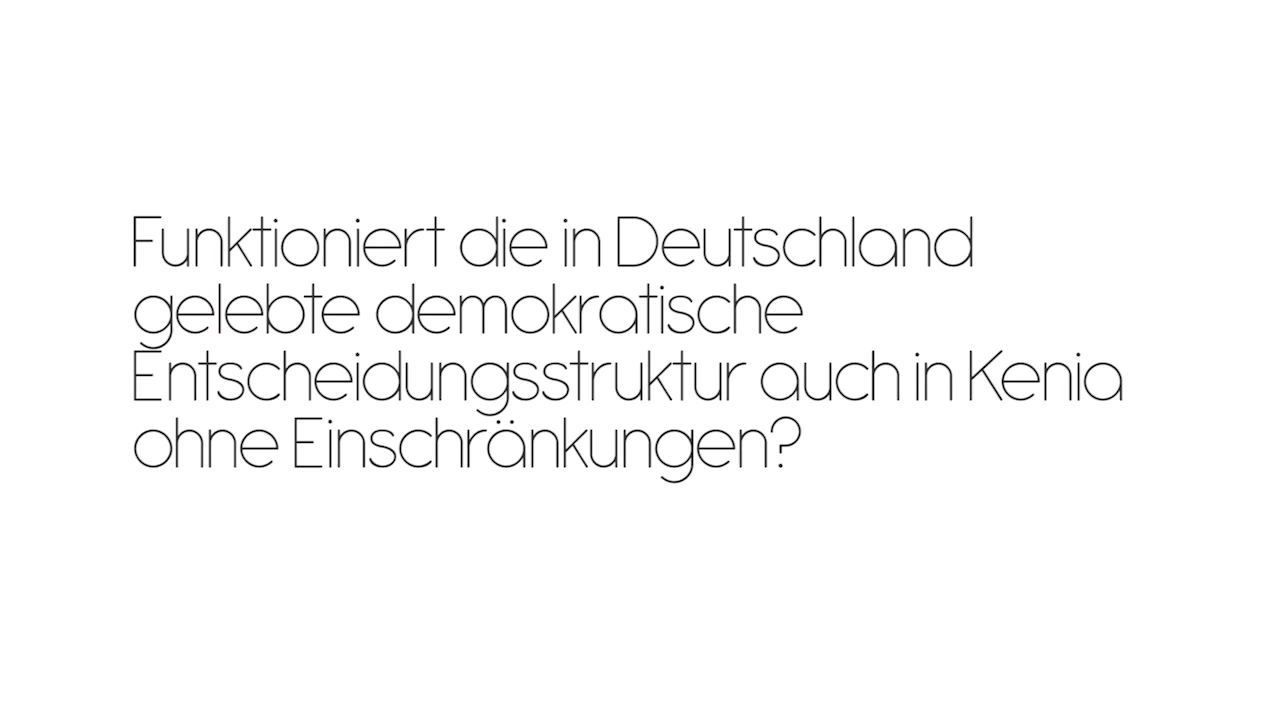 Funktioniert die in Deutschland
gelebte demokratische
Entscheidungsstruktur auch in Kenia
ohne Einschränkungen?